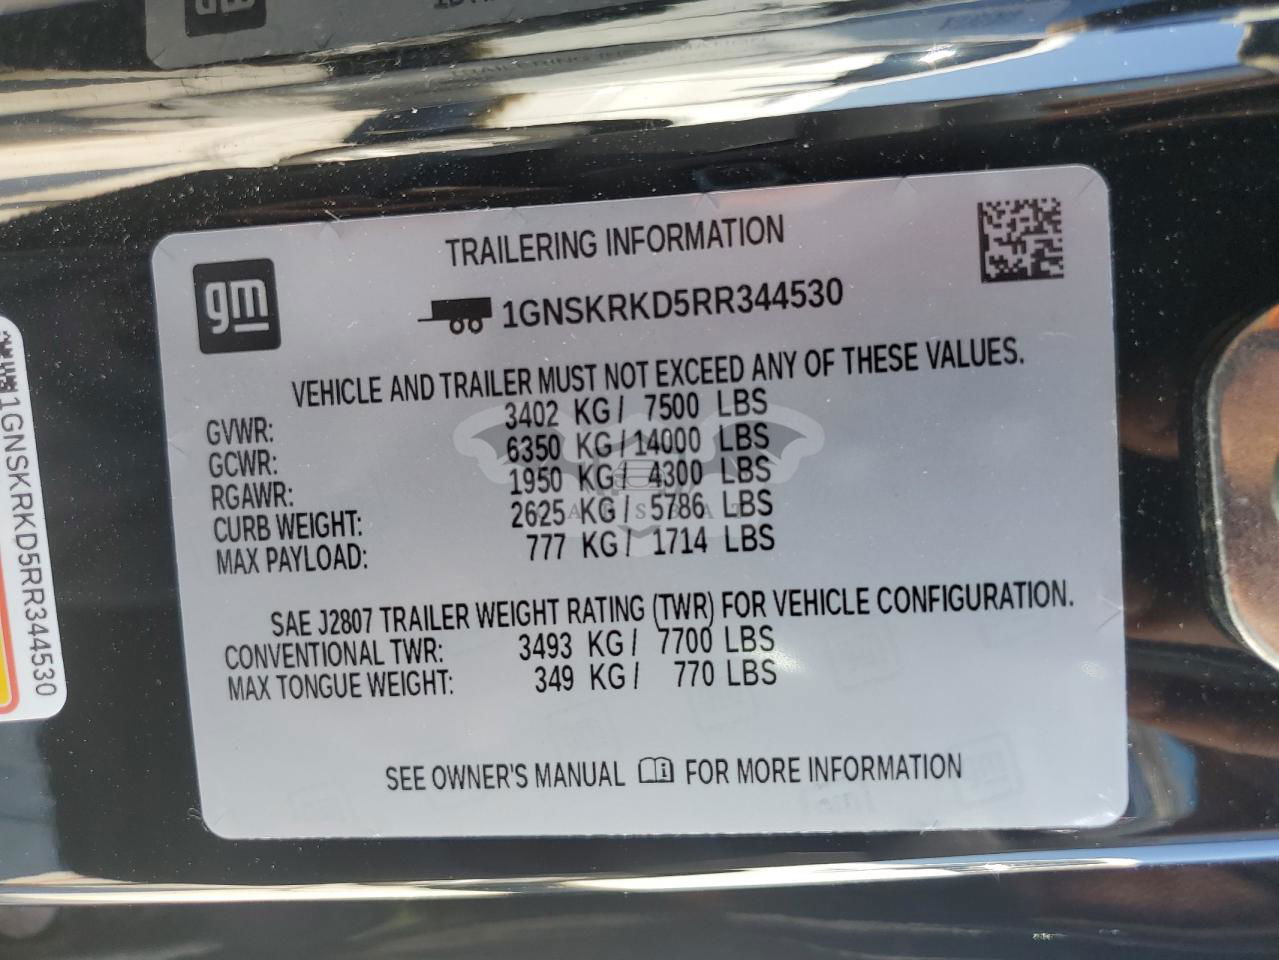 gm
TRAILERING INFORMATION
1GNSKRKD5RR344530
VEHICLE AND TRAILER MUST NOT EXCEED ANY OF THESE VALUES.
GVWR: 3402 KG / 7500 LBS
GCWR: 6350 KG / 14000 LBS
RGAWR: 1950 KG / 4300 LBS
CURB WEIGHT: 2625 KG / 5786 LBS
MAX PAYLOAD: 777 KG / 1714 LBS
SAE J2807 TRAILER WEIGHT RATING (TWR) FOR VEHICLE CONFIGURATION.
CONVENTIONAL TWR: 3493 KG / 7700 LBS
MAX TONGUE WEIGHT: 349 KG / 770 LBS
SEE OWNER'S MANUAL FOR MORE INFORMATION
1GNSKRKD5RR344530